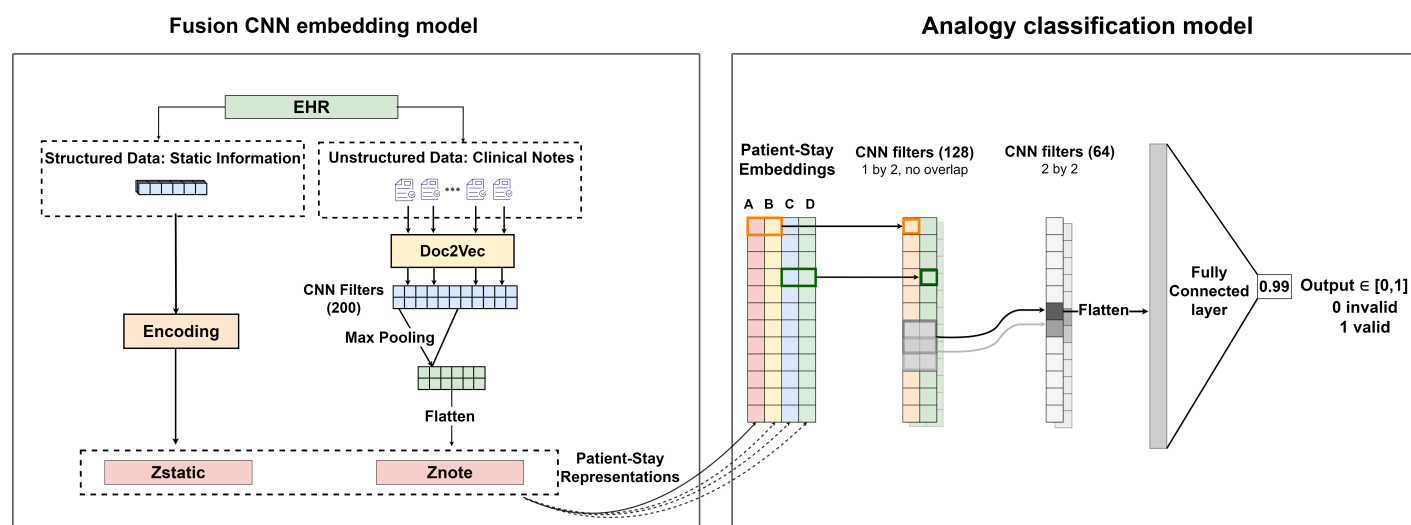 Fusion CNN embedding model
EHR
Structured Data: Static Information
Unstructured Data: Clinical Notes
Doc2Vec
CNN Filters
(200)
Max Pooling
Encoding
Flatten
Zstatic
Znote
Patient-Stay
Representations
Analogy classification model
Patient-Stay
Embeddings
A B C D
CNN filters (128)
1 by 2, no overlap
CNN filters (64)
2 by 2
Flatten
Fully
Connected
layer
0.99
Output ∈ [0,1]
0 invalid
1 valid